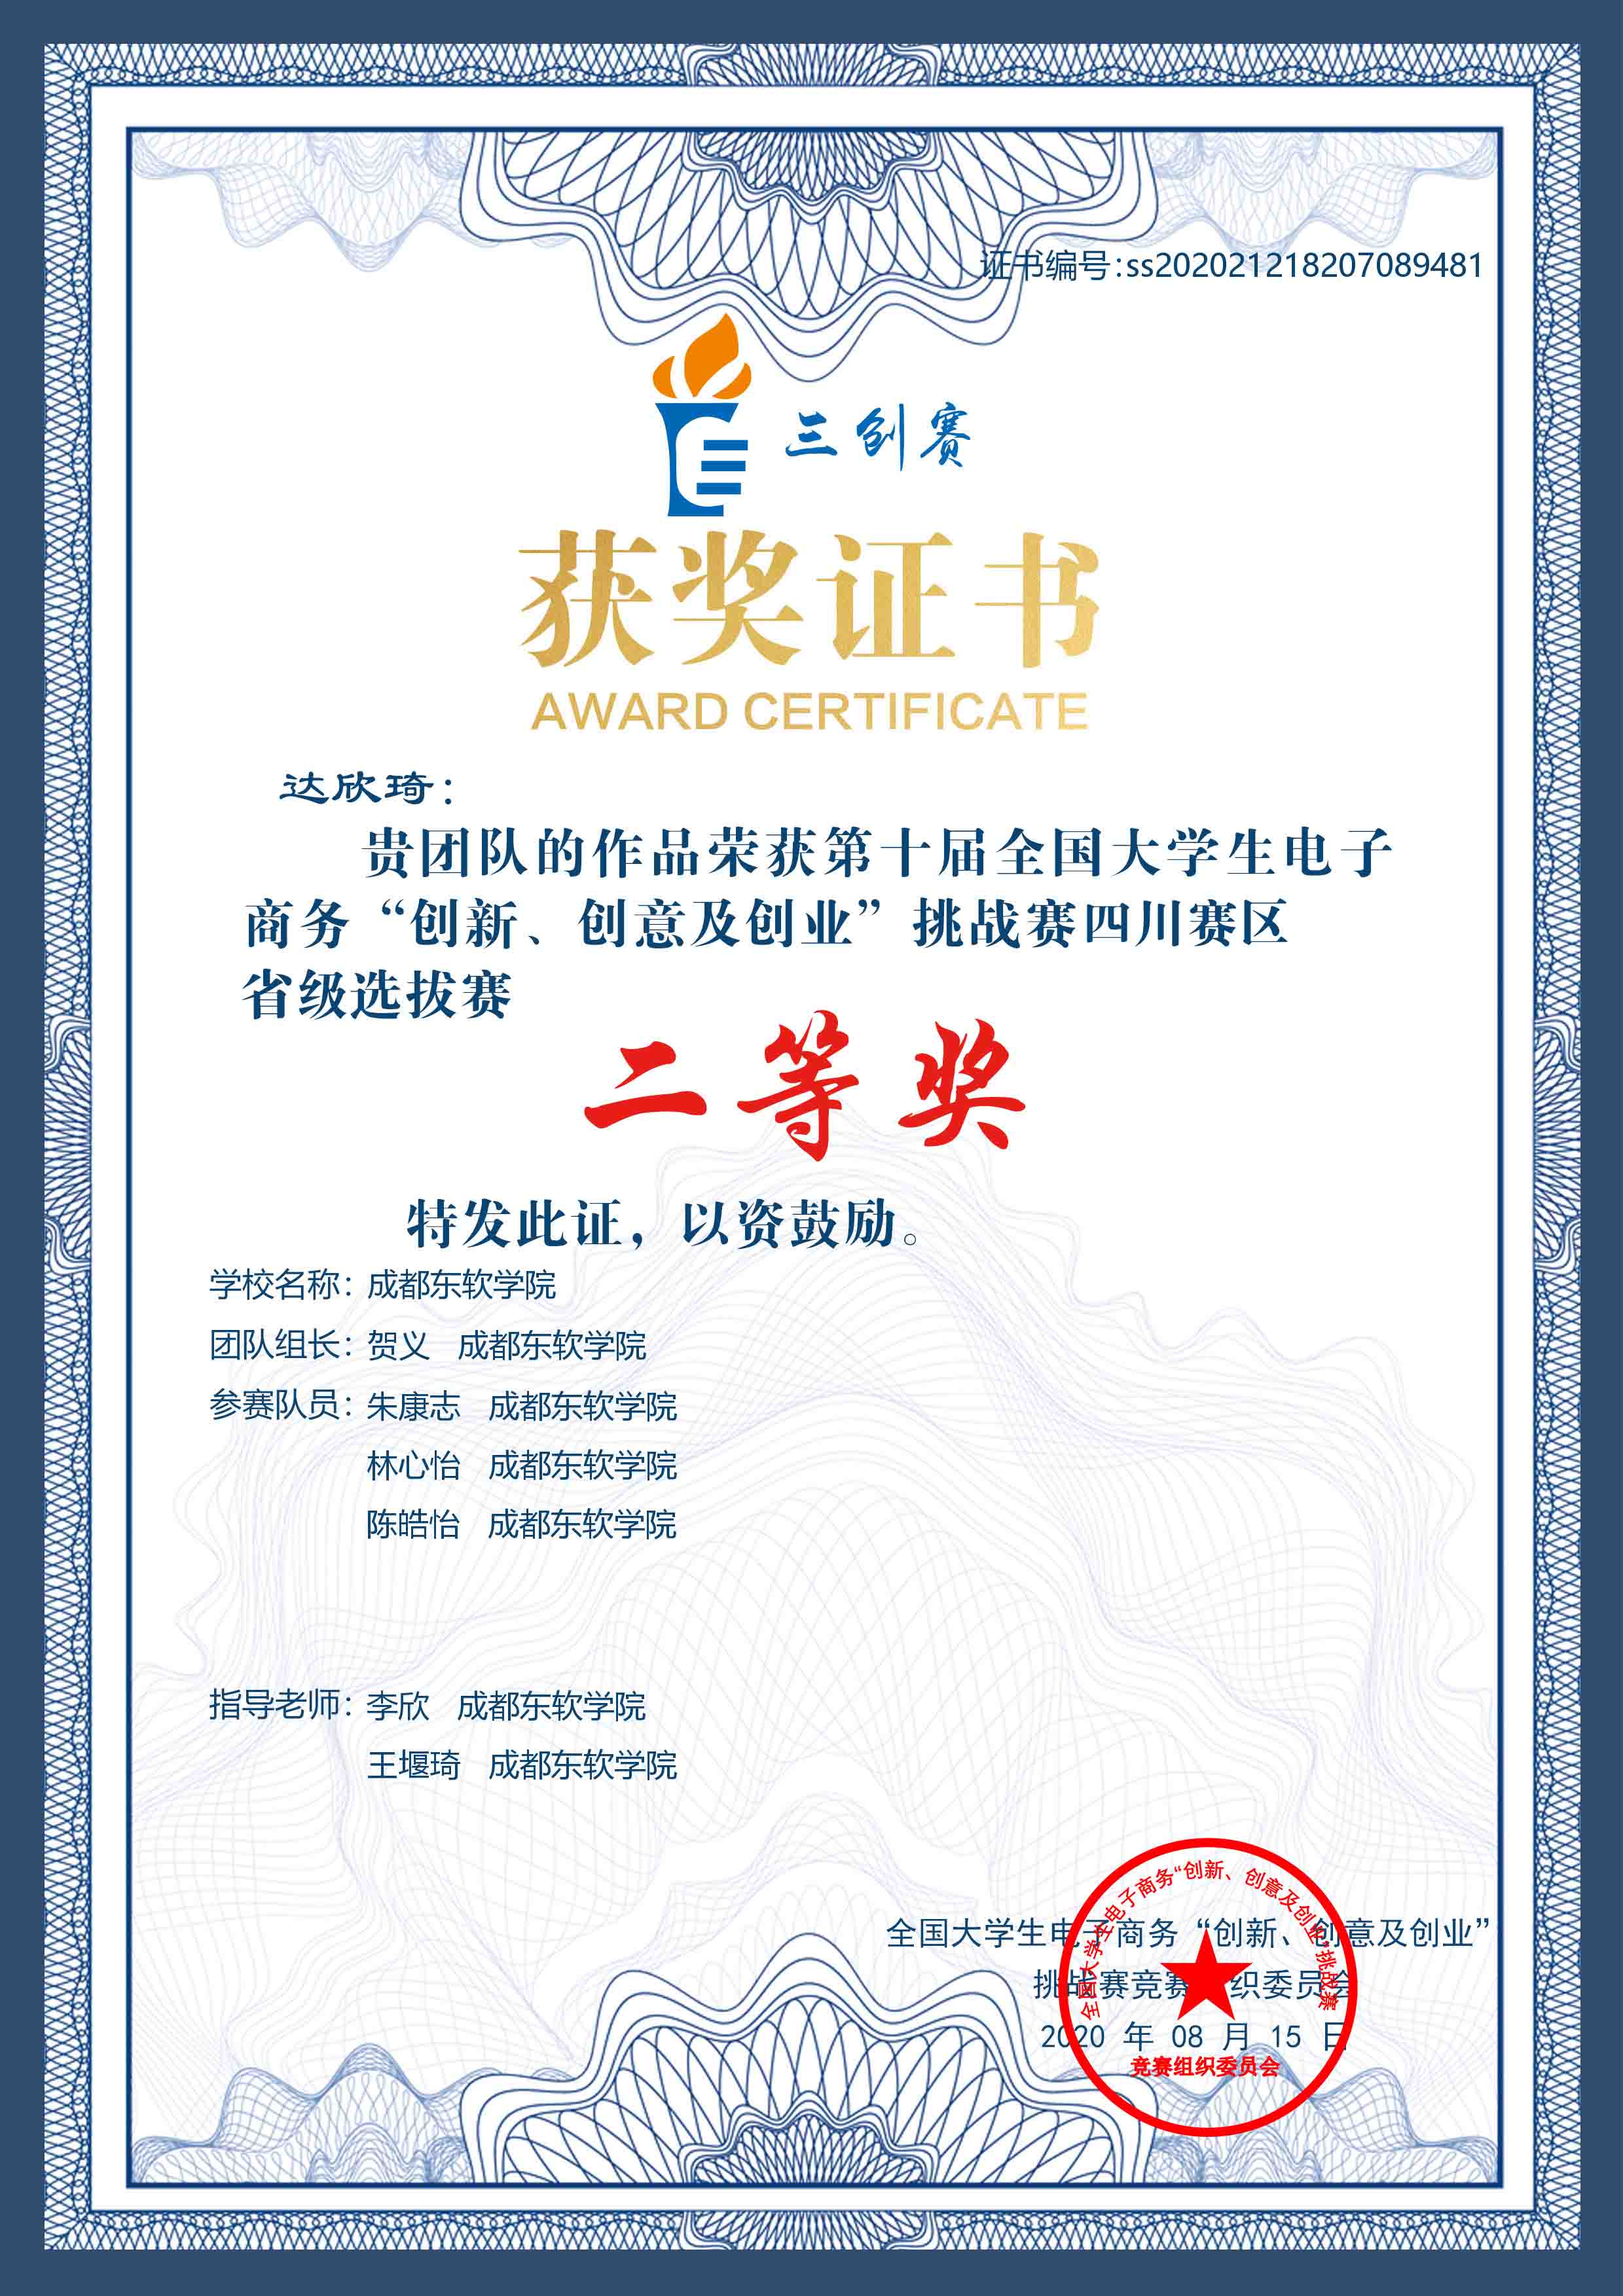 证书编号:ss202021218207089481
三创赛
获奖证书
AWARD CERTIFICATE
达欣琦：
贵团队的作品荣获第十届全国大学生电子
商务“创新、创意及创业”挑战赛四川赛区
省级选拔赛
二等奖
特发此证，以资鼓励。
学校名称：成都东软学院
团队组长：贺义 成都东软学院
参赛队员：朱康志 成都东软学院
林心怡 成都东软学院
陈皓怡 成都东软学院
指导老师：李欣 成都东软学院
王堰琦 成都东软学院
全国大学生电子商务“创新、创意及创业”
挑战赛竞赛组织委员会
2020 年 08 月 15 日
全国大学生电子商务“创新、创意及创业”挑战赛
竞赛组织委员会